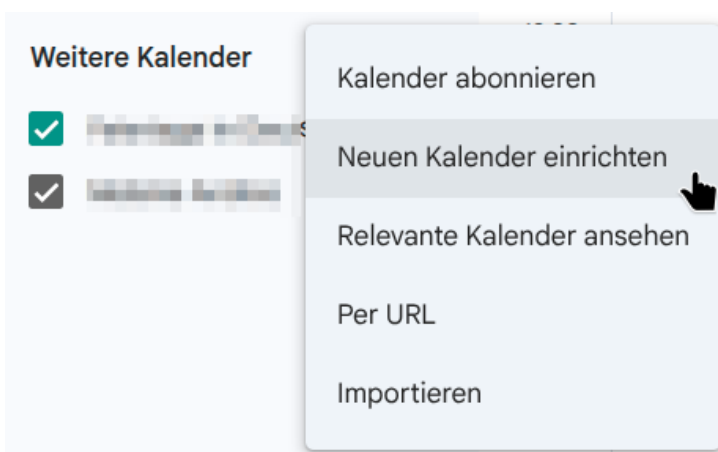 Weitere Kalender
Kalender abonnieren
Neuen Kalender einrichten
Relevante Kalender ansehen
Per URL
Importieren